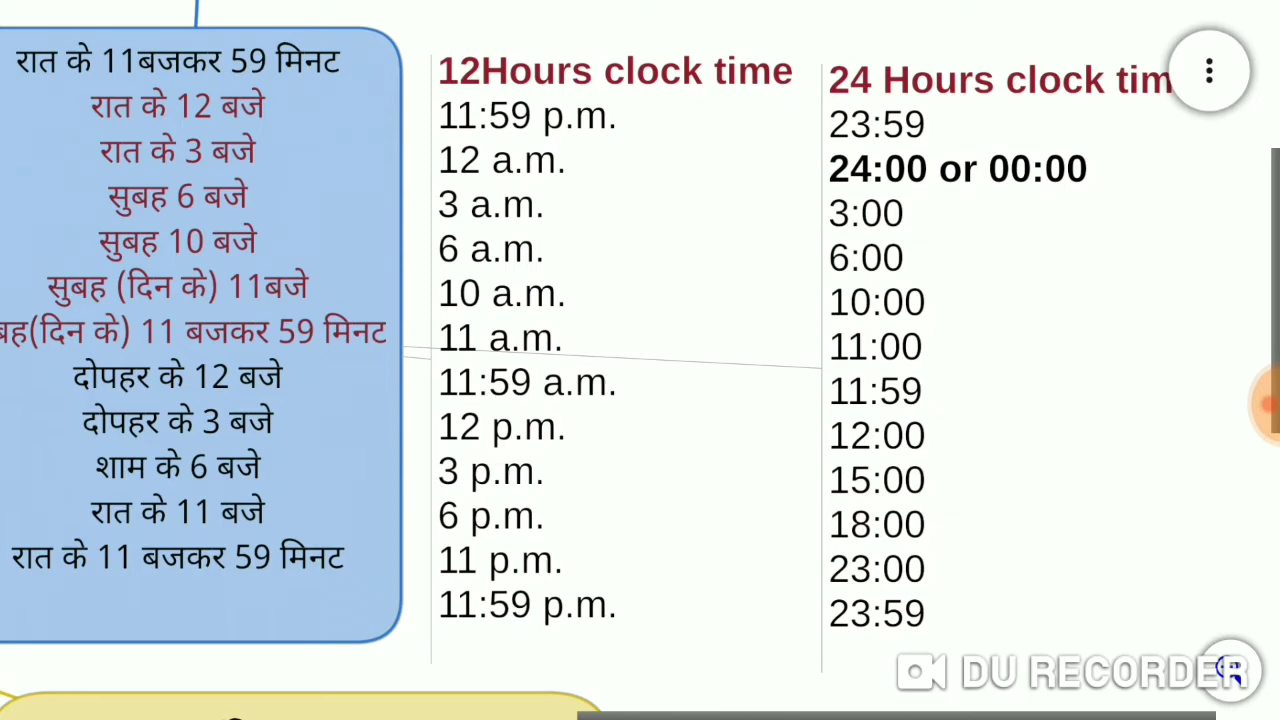 रात के 11बजकर 59 मिनट
रात के 12 बजे
रात के 3 बजे
सुबह 6 बजे
सुबह 10 बजे
सुबह (दिन के) 11बजे
बह(दिन के) 11 बजकर 59 मिनट
दोपहर के 12 बजे
दोपहर के 3 बजे
शाम के 6 बजे
रात के 11 बजे
रात के 11 बजकर 59 मिनट
12Hours clock time
11:59 p.m.
12 a.m.
3 a.m.
6 a.m.
10 a.m.
11 a.m.
11:59 a.m.
12 p.m.
3 p.m.
6 p.m.
11 p.m.
11:59 p.m.
24 Hours clock tim
23:59
24:00 or 00:00
3:00
6:00
10:00
11:00
11:59
12:00
15:00
18:00
23:00
23:59
DU RECORDER